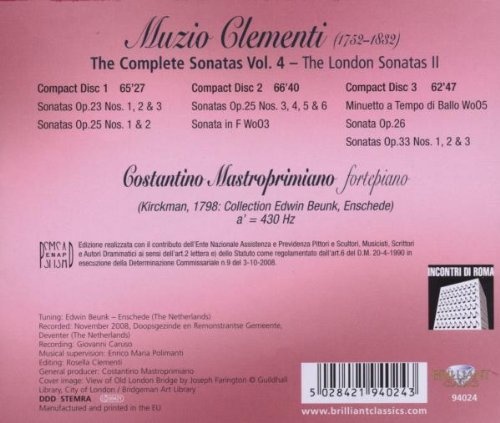 Muzio Clementi (1752-1832)
The Complete Sonatas Vol. 4 – The London Sonatas II
Compact Disc 1 65'27
Sonatas Op.23 Nos. 1, 2 & 3
Sonatas Op.25 Nos. 1 & 2
Compact Disc 2 66'40
Sonatas Op.25 Nos. 3, 4, 5 & 6
Sonata in F WoO3
Compact Disc 3 62'47
Minuetto a Tempo di Ballo WoO5
Sonata Op.26
Sonatas Op.33 Nos. 1, 2 & 3
Costantino Mastroprimiano fortepiano
(Kirckman, 1798: Collection Edwin Beunk, Enschede)
a' = 430 Hz
ENAP
Edizione realizzata con il contributo dell'Ente Nazionale Assistenza e Previdenza Pittori e Scultori, Musicisti, Scrittori
e Autori Drammatici ai sensi dell'art.2 lettera e) dello Statuto come regolamentato dall'art.6 del D.M. 20-4-1990 in
esecuzione della Determinazione Commissariale n.9 del 3-10-2008.
INCONTRI DI ROMA
Tuning: Edwin Beunk – Enschede (The Netherlands)
Recorded: November 2008, Doopsgezinde en Remonstrantse Gemeente,
Deventer (The Netherlands)
Recording: Giovanni Caruso
Musical supervision: Enrico Maria Polimanti
Editing: Rosella Clementi
General producer: Costantino Mastroprimiano
Cover image: View of Old London Bridge by Joseph Farington © Guildhall
Library, City of London / Bridgeman Art Library
DDD STEMRA
Manufactured and printed in the EU
5 028421 940243
www.brilliantclassics.com
BRILLIANT
CLASSICS
94024